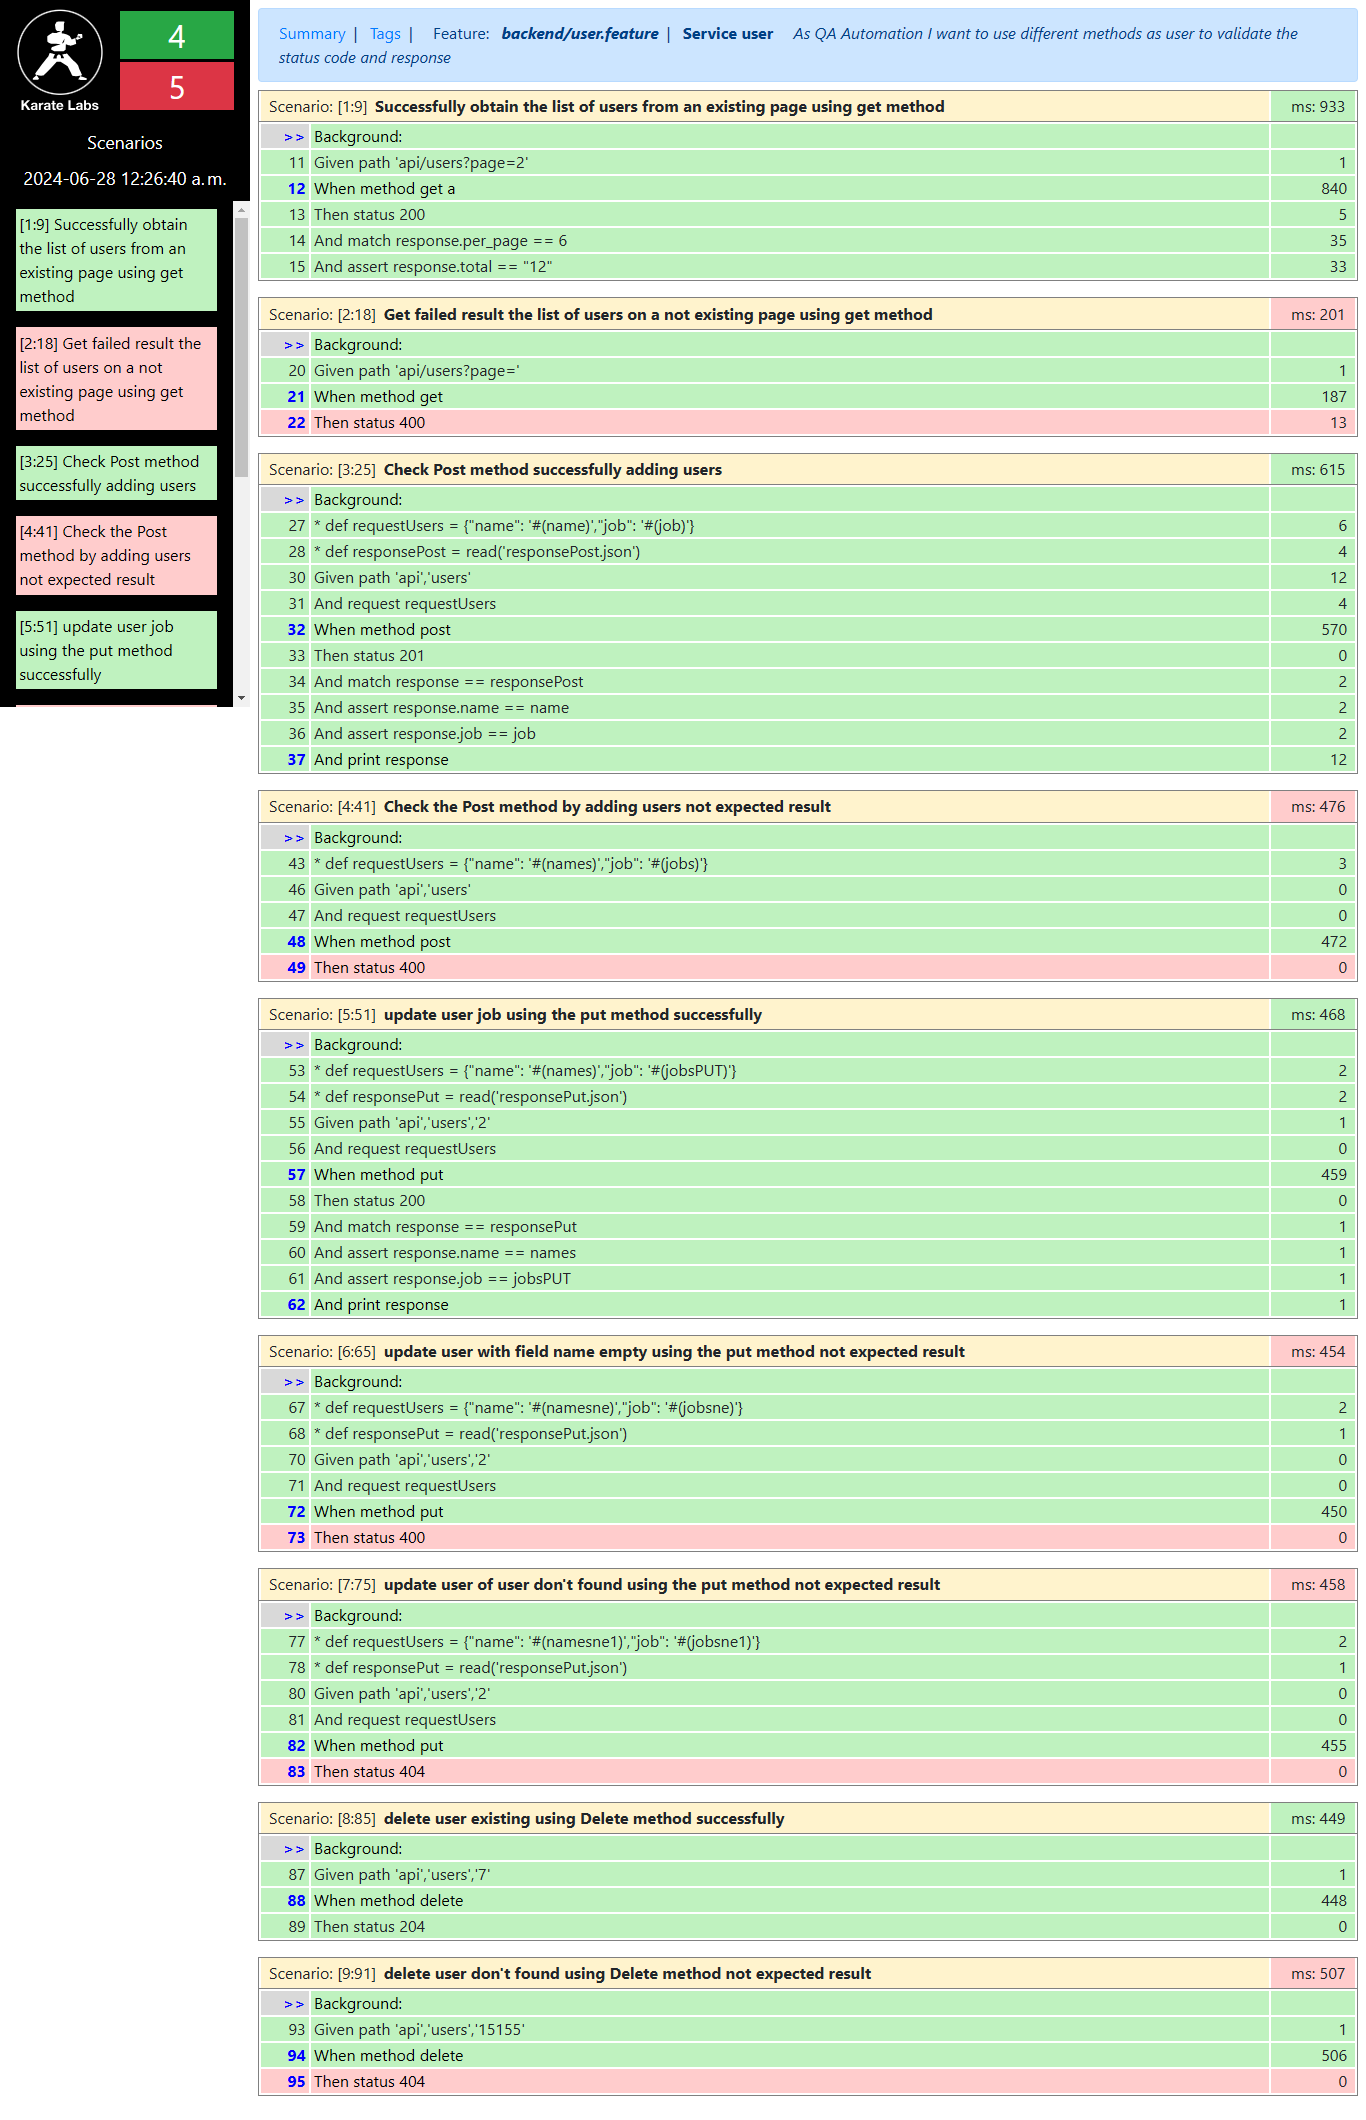 Karate Labs
4
5
Scenarios
2024-06-28 12:26:40 a. m.
[1:9] Successfully obtain
the list of users from an
existing page using get
method
[2:18] Get failed result the
list of users on a not
existing page using get
method
[3:25] Check Post method
successfully adding users
[4:41] Check the Post
method by adding users
not expected result
[5:51] update user job
using the put method
successfully
Summary | Tags | Feature: backend/user.feature | Service user As QA Automation I want to use different methods as user to validate the
status code and response
Scenario: [1:9] Successfully obtain the list of users from an existing page using get method ms: 933
>> Background:
11 Given path 'api/users?page=2' 1
12 When method get a 840
13 Then status 200 5
14 And match response.per_page == 6 35
15 And assert response.total == "12" 33
Scenario: [2:18] Get failed result the list of users on a not existing page using get method ms: 201
>> Background:
20 Given path 'api/users?page=' 1
21 When method get 187
22 Then status 400 13
Scenario: [3:25] Check Post method successfully adding users ms: 615
>> Background:
27 * def requestUsers = {"name": '#(name)',"job": '#(job)'} 6
28 * def responsePost = read('responsePost.json') 4
30 Given path 'api','users' 12
31 And request requestUsers 4
32 When method post 570
33 Then status 201 0
34 And match response == responsePost 2
35 And assert response.name == name 2
36 And assert response.job == job 2
37 And print response 12
Scenario: [4:41] Check the Post method by adding users not expected result ms: 476
>> Background:
43 * def requestUsers = {"name": '#(names)',"job": '#(jobs)'} 3
46 Given path 'api','users' 0
47 And request requestUsers 0
48 When method post 472
49 Then status 400 0
Scenario: [5:51] update user job using the put method successfully ms: 468
>> Background:
53 * def requestUsers = {"name": '#(names)',"job": '#(jobsPUT)'} 2
54 * def responsePut = read('responsePut.json') 2
55 Given path 'api','users','2' 1
56 And request requestUsers 0
57 When method put 459
58 Then status 200 0
59 And match response == responsePut 1
60 And assert response.name == names 1
61 And assert response.job == jobsPUT 1
62 And print response 1
Scenario: [6:65] update user with field name empty using the put method not expected result ms: 454
>> Background:
67 * def requestUsers = {"name": '#(namesne)',"job": '#(jobsne)'} 2
68 * def responsePut = read('responsePut.json') 1
70 Given path 'api','users','2' 0
71 And request requestUsers 0
72 When method put 450
73 Then status 400 0
Scenario: [7:75] update user of user don't found using the put method not expected result ms: 458
>> Background:
77 * def requestUsers = {"name": '#(namesne1)',"job": '#(jobsne1)'} 2
78 * def responsePut = read('responsePut.json') 1
80 Given path 'api','users','2' 0
81 And request requestUsers 0
82 When method put 455
83 Then status 404 0
Scenario: [8:85] delete user existing using Delete method successfully ms: 449
>> Background:
87 Given path 'api','users','7' 1
88 When method delete 448
89 Then status 204 0
Scenario: [9:91] delete user don't found using Delete method not expected result ms: 507
>> Background:
93 Given path 'api','users','15155' 1
94 When method delete 506
95 Then status 404 0